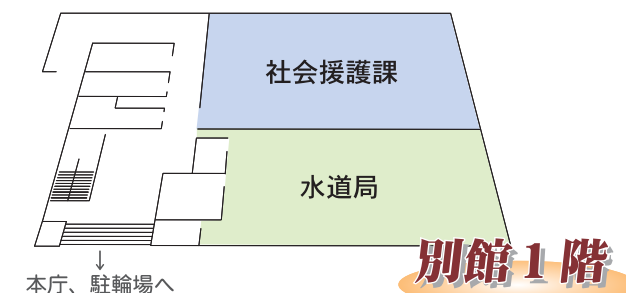 社会援護課
水道局
別館1階
↓
本庁、駐輪場へ